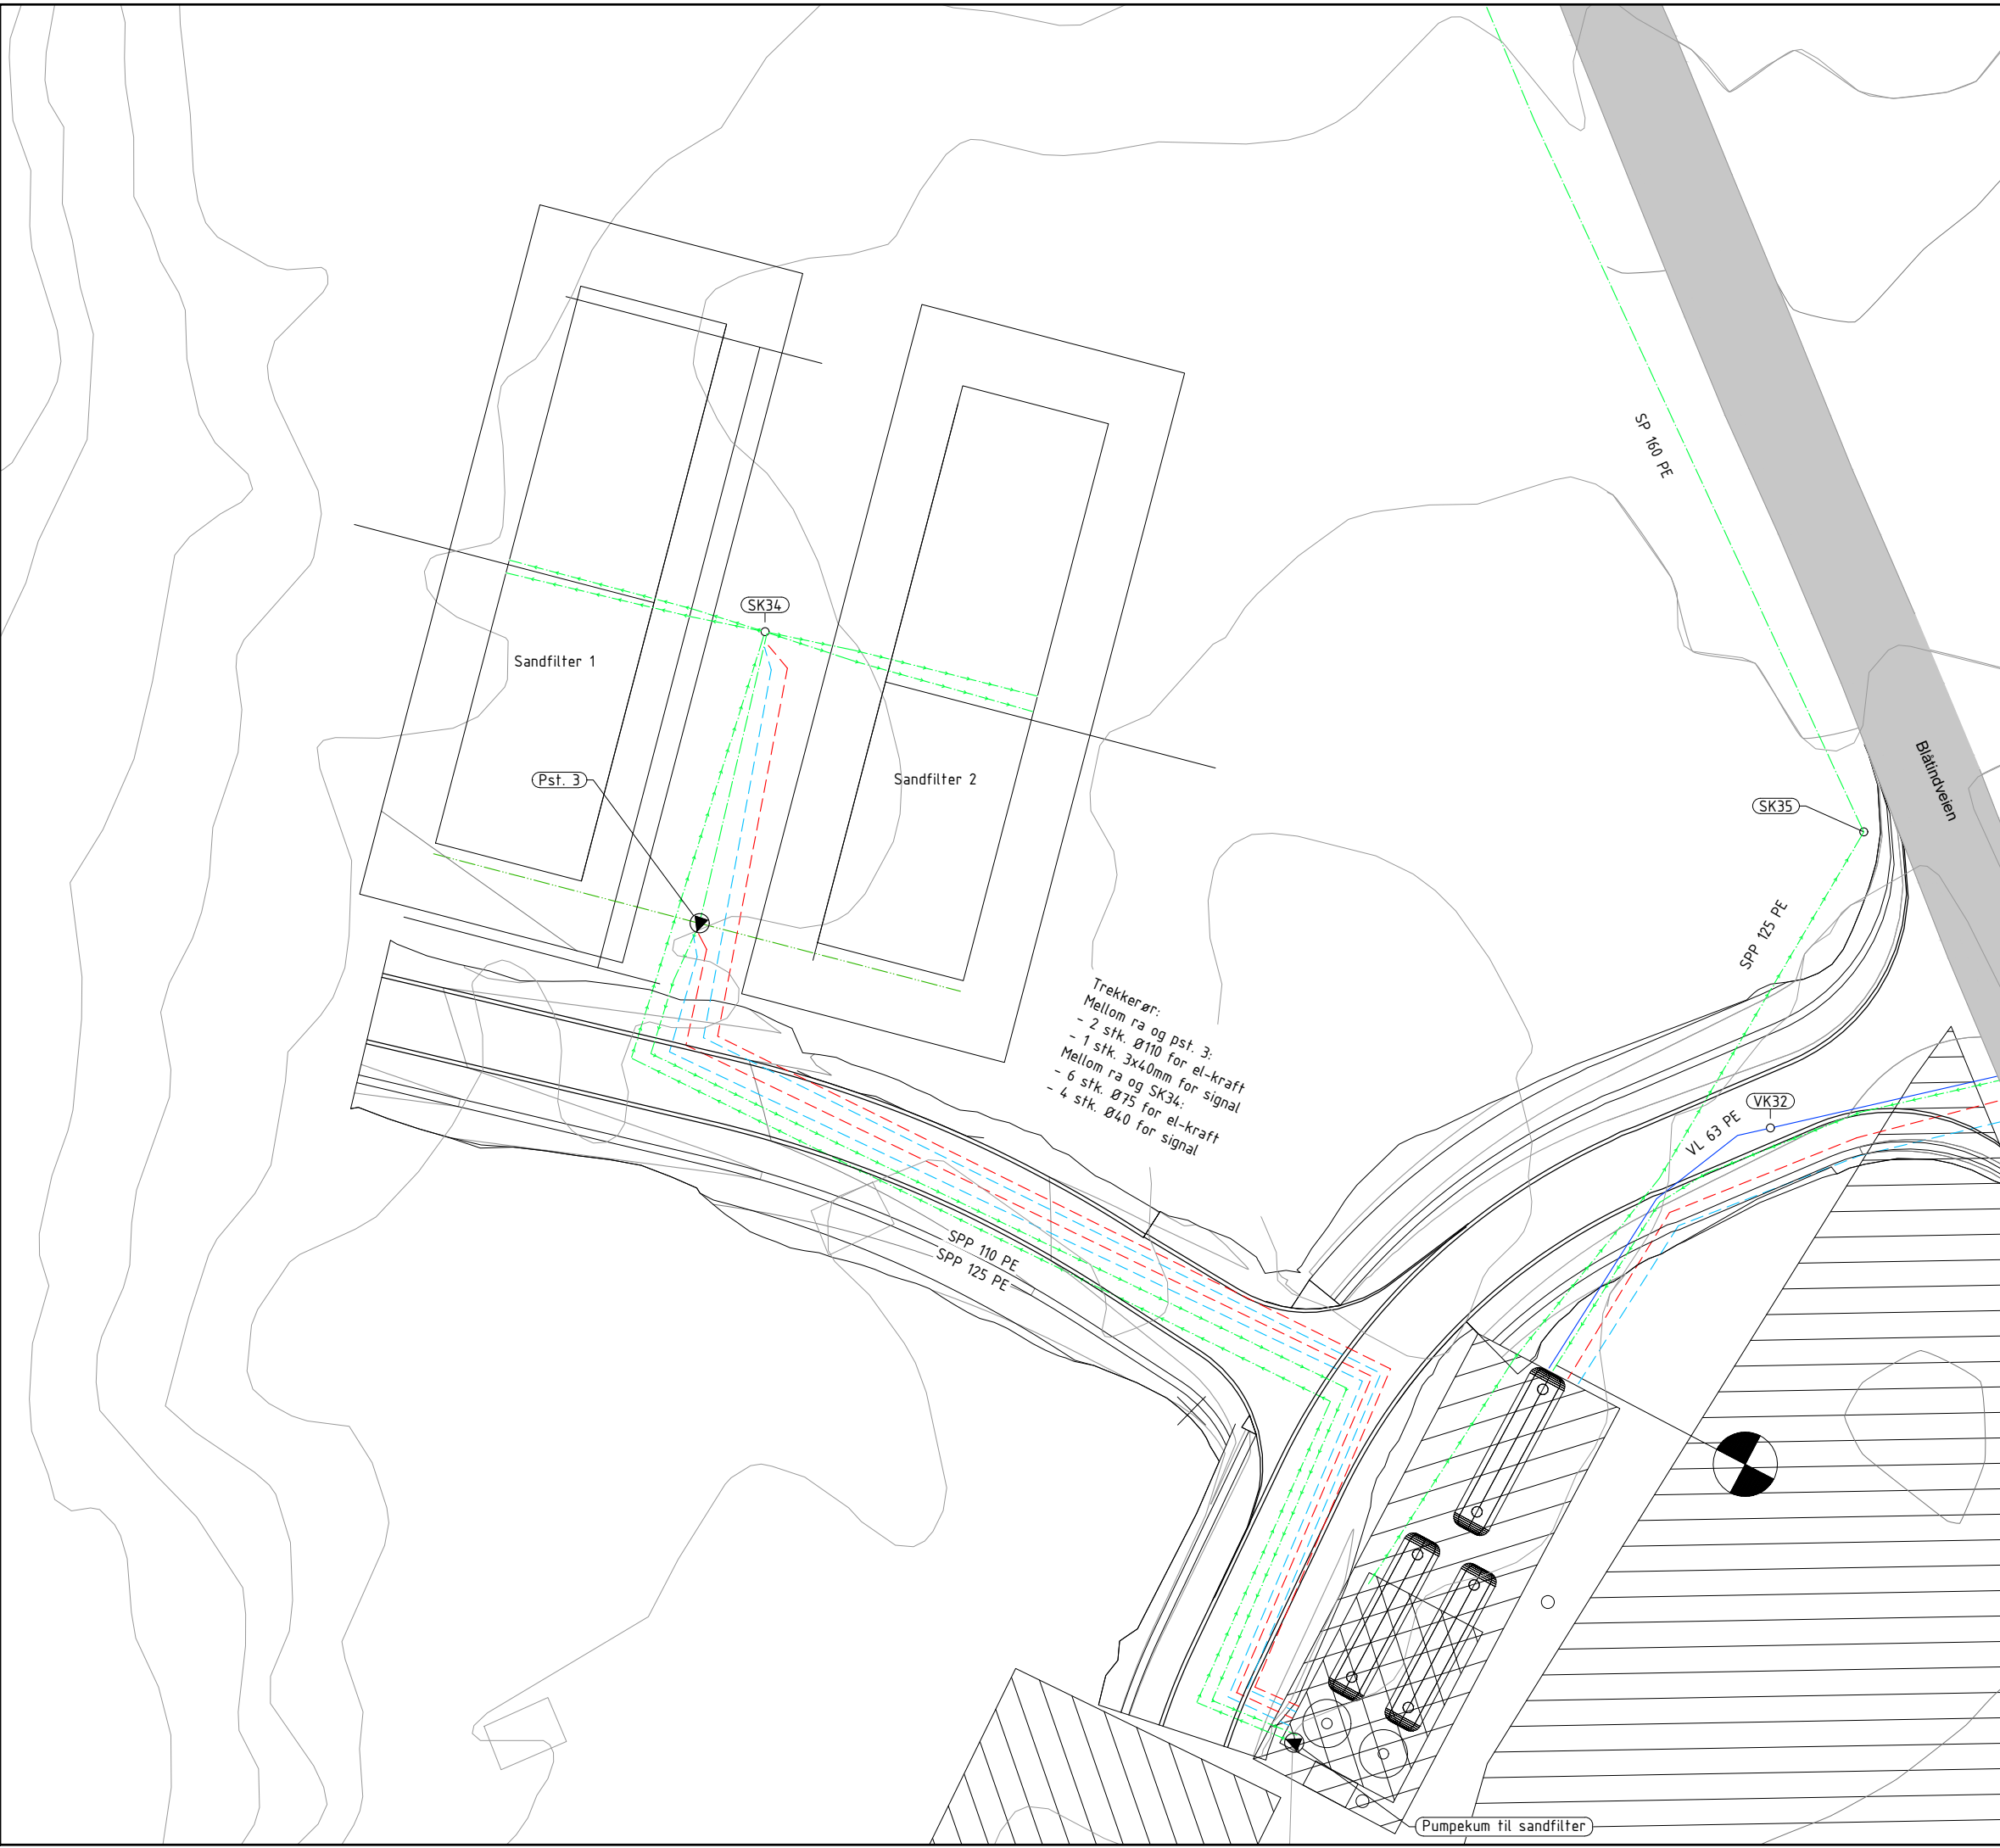 SP 160 PE
SK34
Sandfilter 1
Blåtindveien
Pst. 3
Sandfilter 2
SK35
SPP 125 PE
Trekkerør:
Mellom ra og pst. 3:
- 2 stk. Ø110 for el-kraft
- 1 stk. 3x40mm for signal
Mellom ra og SK34:
- 6 stk. Ø75 for el-kraft
- 4 stk. Ø40 for signal
VK32
VL 63 PE
SPP 110 PE
SPP 125 PE
Pumpekum til sandfilter